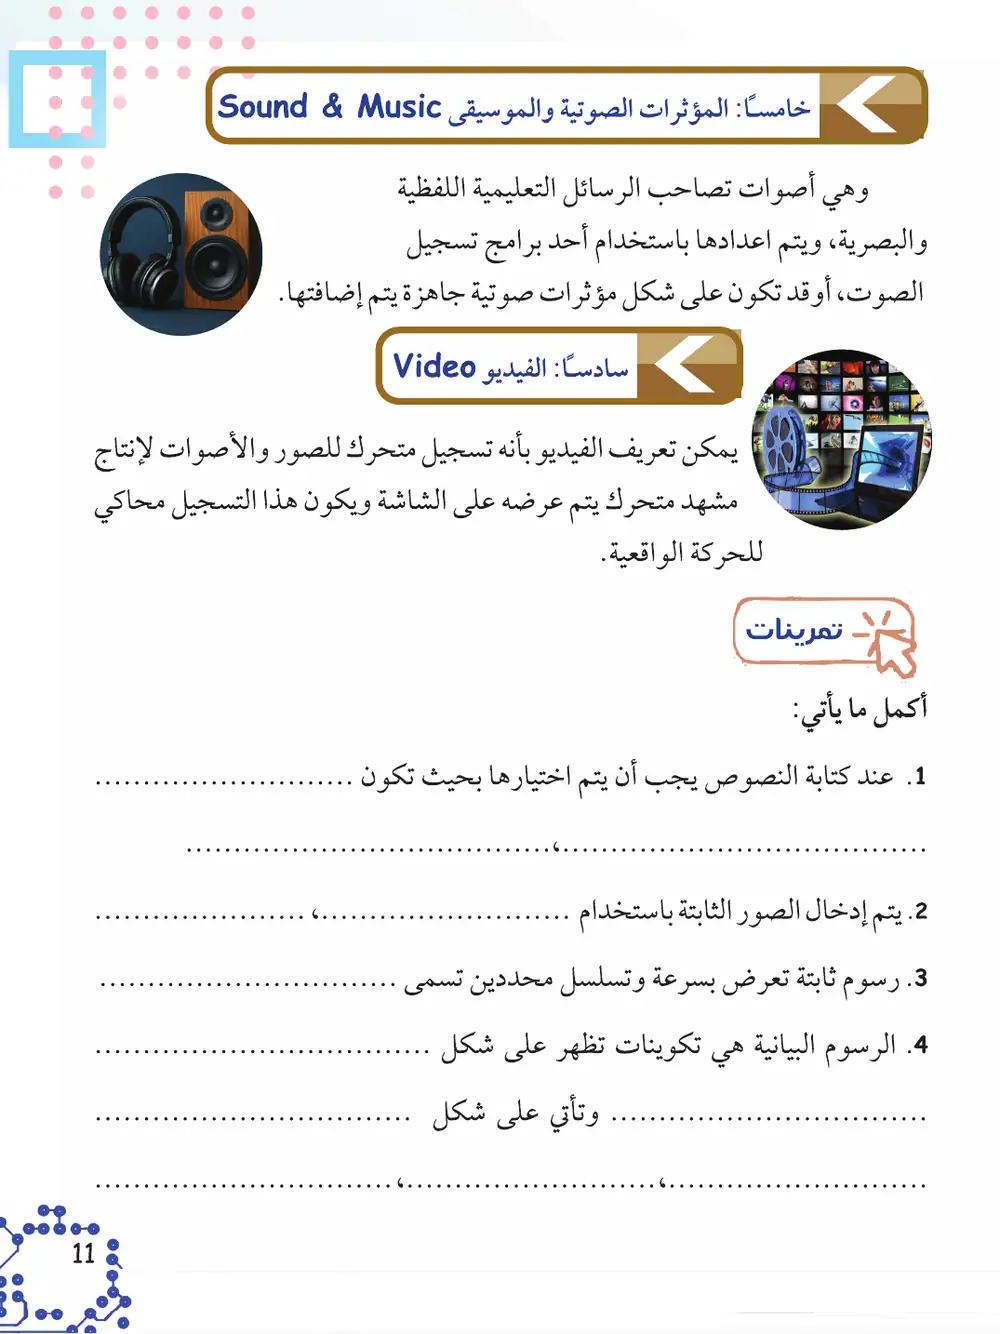 خامسًا: المؤثرات الصوتية والموسيقى Sound & Music
وهي أصوات تصاحب الرسائل التعليمية اللفظية
والبصرية، ويتم اعدادها باستخدام أحد برامج تسجيل
الصوت، أوقد تكون على شكل مؤثرات صوتية جاهزة يتم إضافتها.
سادسًا: الفيديو Video
يمكن تعريف الفيديو بأنه تسجيل متحرك للصور والأصوات لإنتاج
مشهد متحرك يتم عرضه على الشاشة ويكون هذا التسجيل محاكي
للحركة الواقعية.
تمرينات
أكمل ما يأتي:
1. عند كتابة النصوص يجب أن يتم اختيارها بحيث تكون ...........................
......................................،......................................
2. يتم إدخال الصور الثابتة باستخدام ..........................،......................
3. رسوم ثابتة تعرض بسرعة وتسلسل محددين تسمى ...............................
4. الرسوم البيانية هي تكوينات تظهر على شكل ...................................
................................. وتأتي على شكل .................................
...........................،..........................،...............................
11